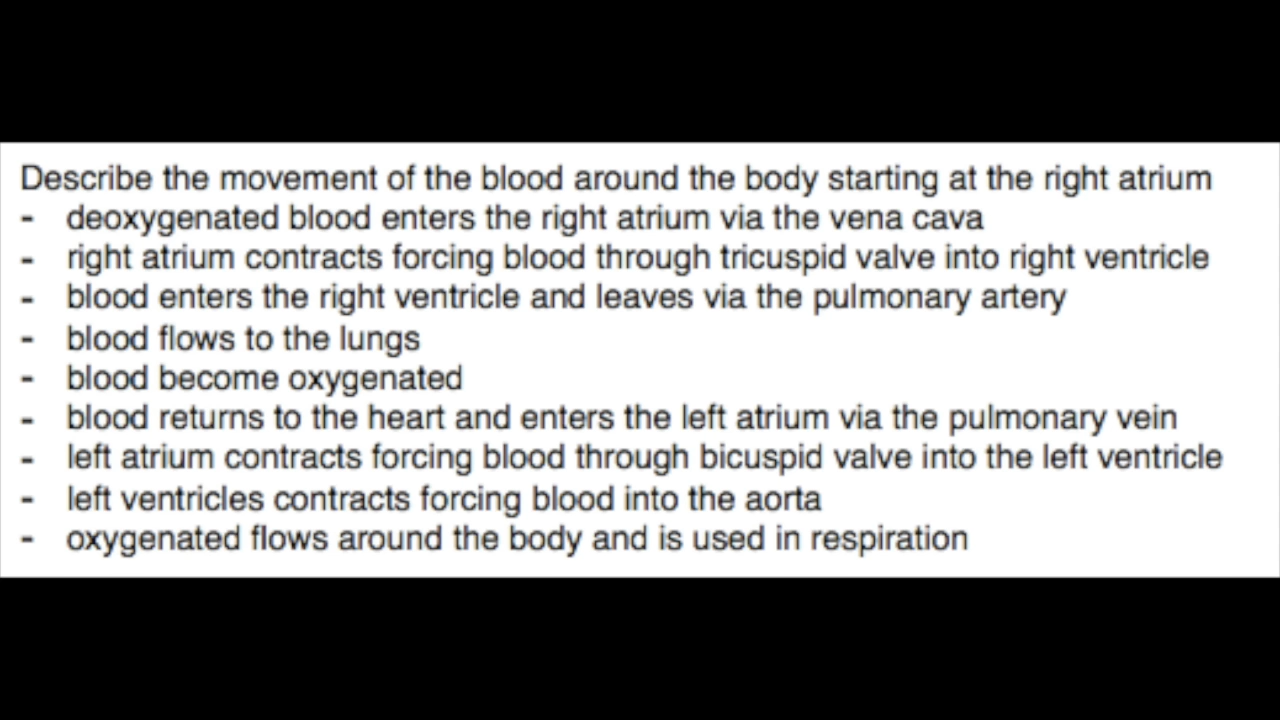 Describe the movement of the blood around the body starting at the right atrium
- deoxygenated blood enters the right atrium via the vena cava
- right atrium contracts forcing blood through tricuspid valve into right ventricle
- blood enters the right ventricle and leaves via the pulmonary artery
- blood flows to the lungs
- blood become oxygenated
- blood returns to the heart and enters the left atrium via the pulmonary vein
- left atrium contracts forcing blood through bicuspid valve into the left ventricle
- left ventricles contracts forcing blood into the aorta
- oxygenated flows around the body and is used in respiration